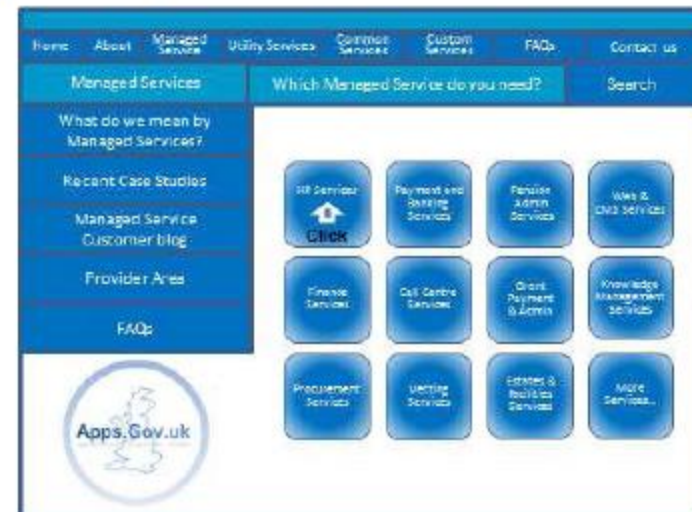 Home About Managed Service Utility Services Common Services Custom Services FAQs Contact us
Managed Services
Which Managed Service do you need?
Search
What do we mean by
Managed Services?
Recent Case Studies
Managed Service
Customer blog
Provider Area
FAQs
HR Services
Click
Payment and
Banking
Services
Pension
Admin
Services
Web &
CMS Services
Finance
Services
Call Centre
Services
Grant
Payment
& Admin
Knowledge
Management
Services
Procurement
Services
Vetting
Services
Estates &
Facilities
Services
More
Services..
Apps.Gov.uk